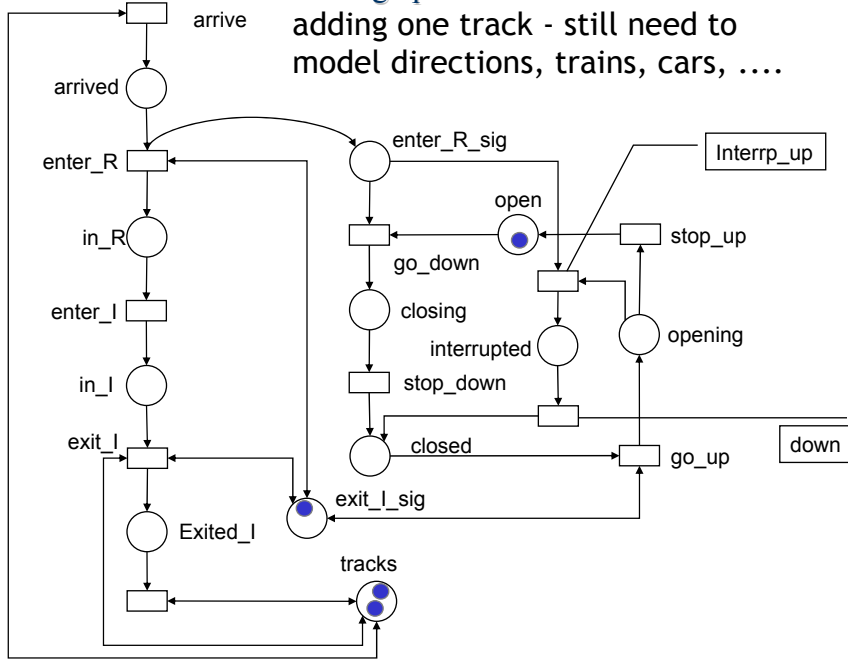 adding one track - still need to
model directions, trains, cars, ....
arrive
arrived
enter_R
in_R
enter_I
in_I
exit_I
Exited_I
enter_R_sig
open
go_down
closing
stop_down
closed
exit_I_sig
tracks
Interrp_up
stop_up
interrupted
opening
down
go_up